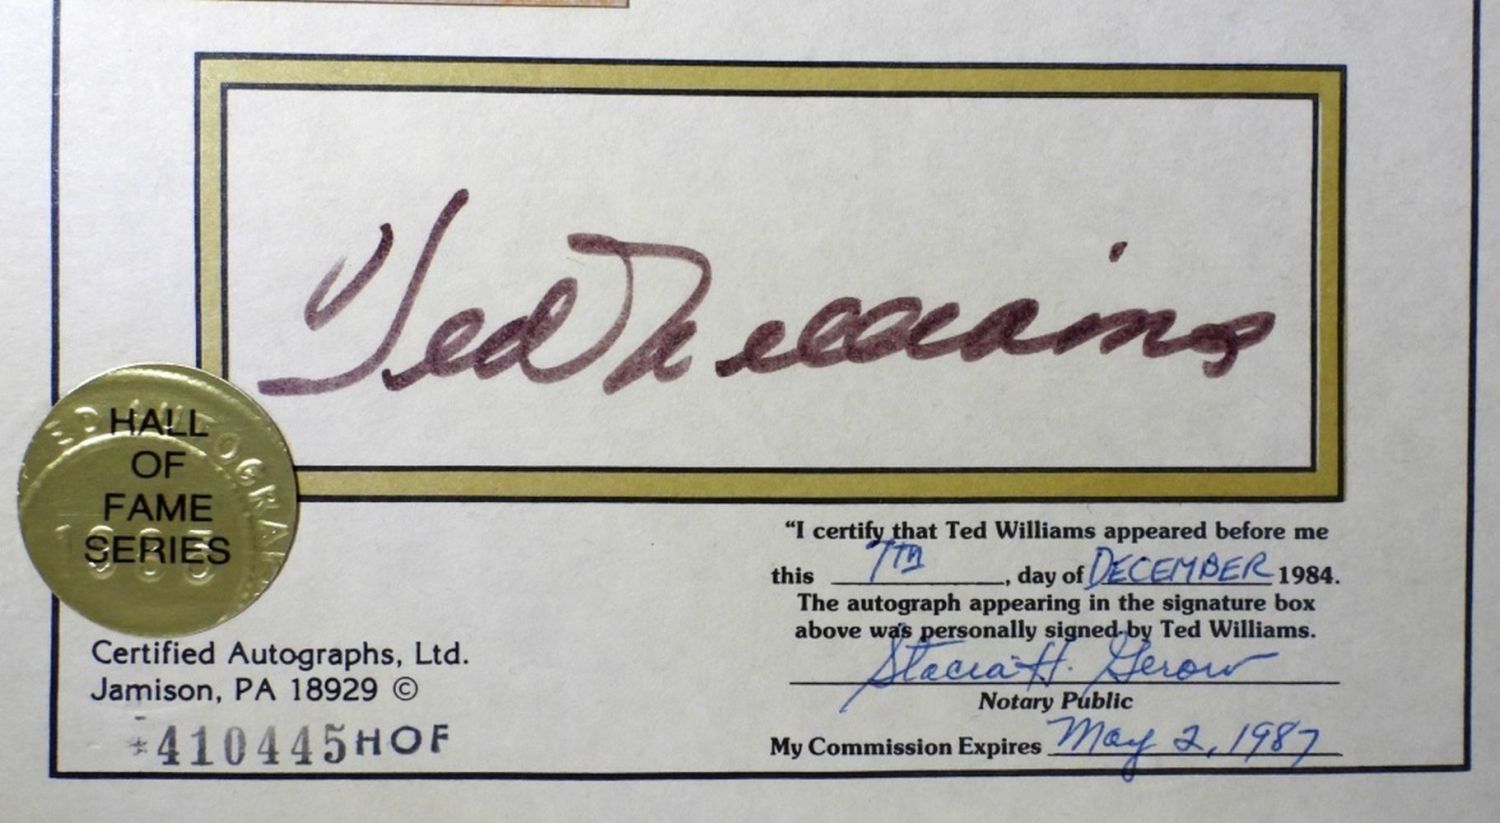 Ted Williams
HALL
OF
FAME
SERIES
"I certify that Ted Williams appeared before me
this 7TH, day of DECEMBER 1984.
The autograph appearing in the signature box
above was personally signed by Ted Williams.
Stacia H. Gerow
Notary Public
My Commission Expires May 2, 1987
Certified Autographs, Ltd.
Jamison, PA 18929 ©
410445HOF